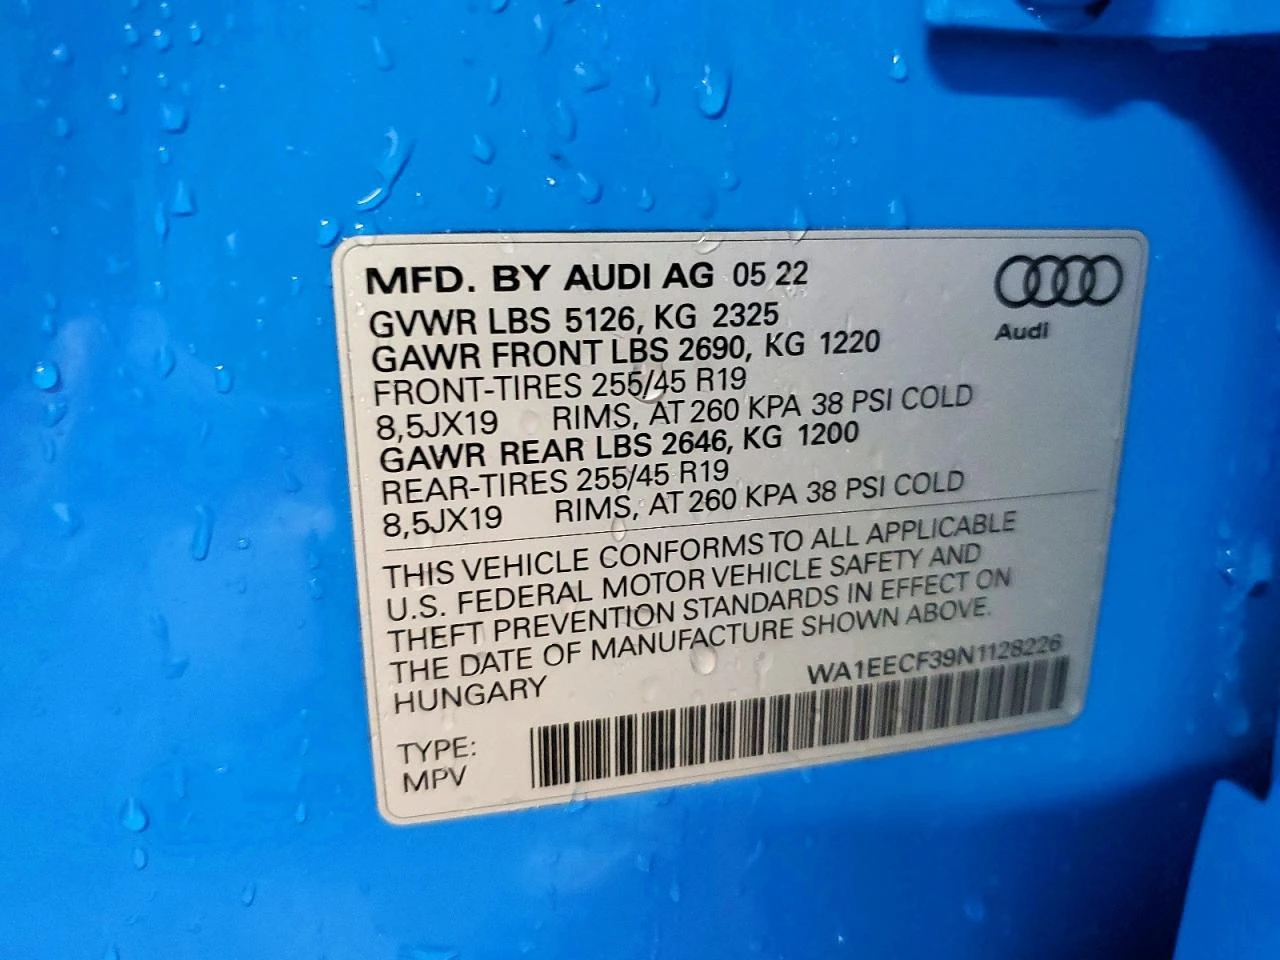 MFD. BY AUDI AG 05 22
Audi
GVWR LBS 5126, KG 2325
GAWR FRONT LBS 2690, KG 1220
FRONT-TIRES 255/45 R19
8,5JX19 RIMS, AT 260 KPA 38 PSI COLD
GAWR REAR LBS 2646, KG 1200
REAR-TIRES 255/45 R19
8,5JX19 RIMS, AT 260 KPA 38 PSI COLD
THIS VEHICLE CONFORMS TO ALL APPLICABLE
U.S. FEDERAL MOTOR VEHICLE SAFETY AND
THEFT PREVENTION STANDARDS IN EFFECT ON
THE DATE OF MANUFACTURE SHOWN ABOVE.
HUNGARY WA1EECF39N1128226
TYPE:
MPV